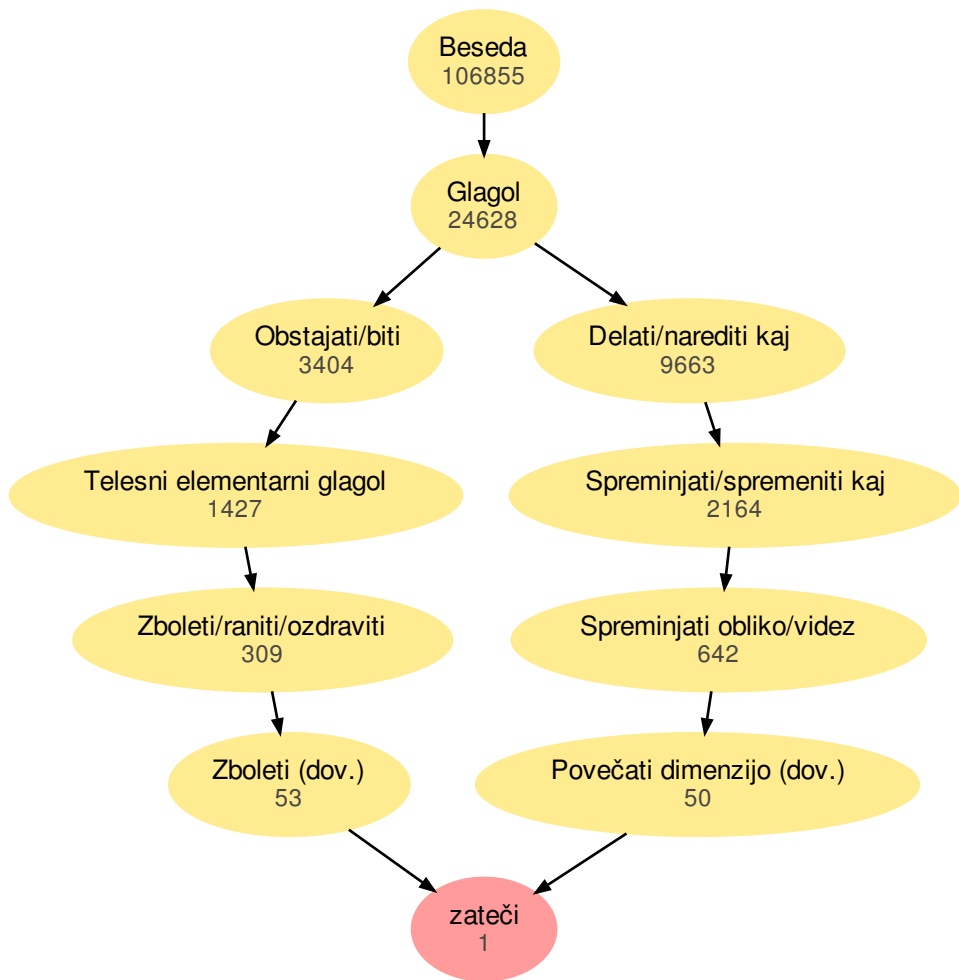 Beseda
106855
Glagol
24628
Obstajati/biti
3404
Delati/narediti kaj
9663
Telesni elementarni glagol
1427
Spreminjati/spremeniti kaj
2164
Zboleti/raniti/ozdraviti
309
Spreminjati obliko/videz
642
Zboleti (dov.)
53
Povečati dimenzijo (dov.)
50
zateči
1